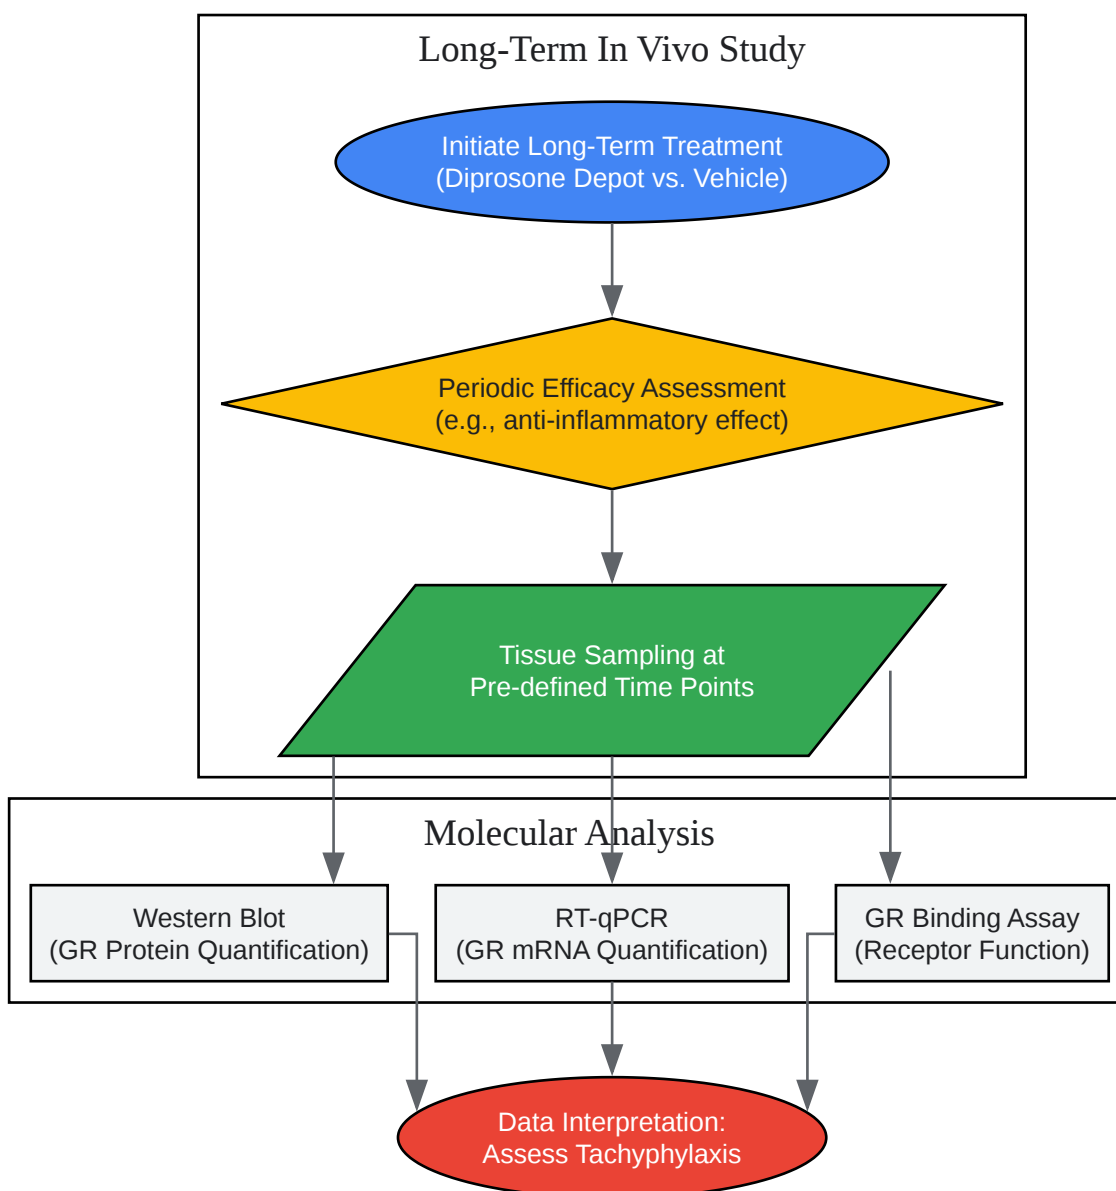 Long-Term In Vivo Study
Initiate Long-Term Treatment
(Diprosone Depot vs. Vehicle)
Periodic Efficacy Assessment
(e.g., anti-inflammatory effect)
Tissue Sampling at
Pre-defined Time Points
Molecular Analysis
Western Blot
(GR Protein Quantification)
RT-qPCR
(GR mRNA Quantification)
GR Binding Assay
(Receptor Function)
Data Interpretation:
Assess Tachyphylaxis